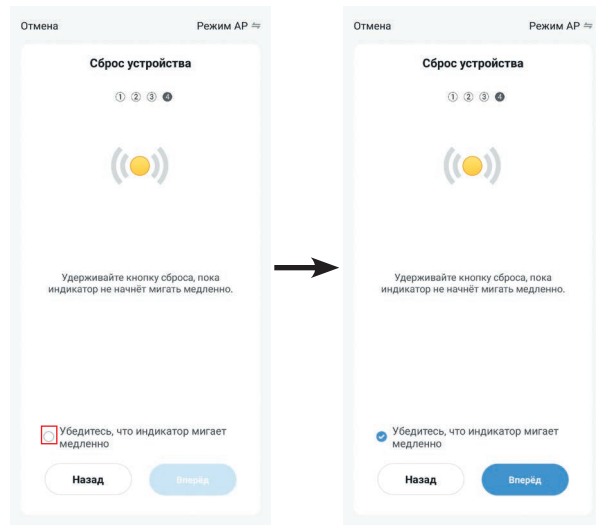 Отмена
Режим AP ⇋
Сброс устройства
① ② ③ ❹
Удерживайте кнопку сброса, пока
индикатор не начнёт мигать медленно.
Убедитесь, что индикатор мигает
медленно
Назад
Вперёд
Отмена
Режим AP ⇋
Сброс устройства
① ② ③ ❹
Удерживайте кнопку сброса, пока
индикатор не начнёт мигать медленно.
Убедитесь, что индикатор мигает
медленно
Назад
Вперёд